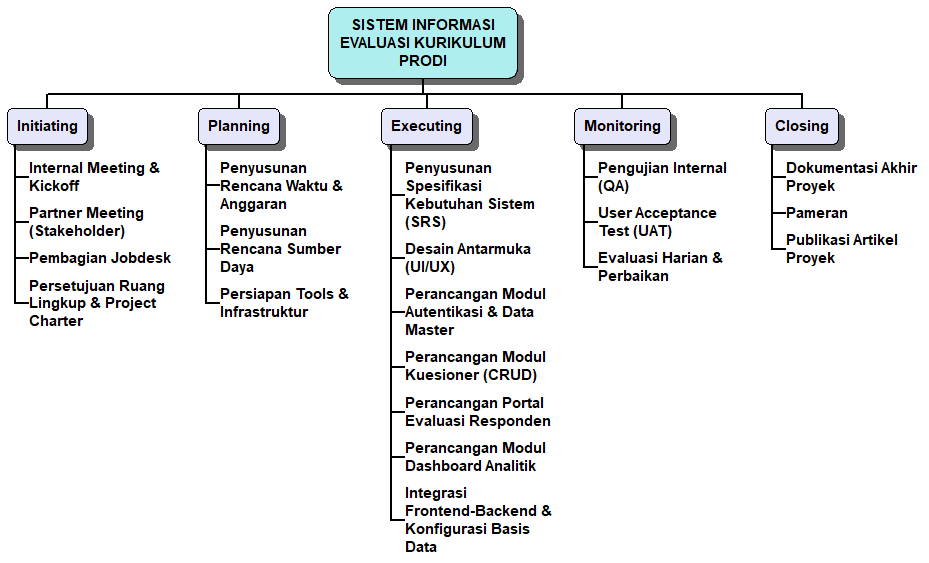 SISTEM INFORMASI
EVALUASI KURIKULUM
PRODI
Initiating
Internal Meeting &
Kickoff
Partner Meeting
(Stakeholder)
Pembagian Jobdesk
Persetujuan Ruang
Lingkup & Project
Charter
Planning
Penyusunan
Rencana Waktu &
Anggaran
Penyusunan
Rencana Sumber
Daya
Persiapan Tools &
Infrastruktur
Executing
Penyusunan
Spesifikasi
Kebutuhan Sistem
(SRS)
Desain Antarmuka
(UI/UX)
Perancangan Modul
Autentikasi & Data
Master
Perancangan Modul
Kuesioner (CRUD)
Perancangan Portal
Evaluasi Responden
Perancangan Modul
Dashboard Analitik
Integrasi
Frontend-Backend &
Konfigurasi Basis
Data
Monitoring
Pengujian Internal
(QA)
User Acceptance
Test (UAT)
Evaluasi Harian &
Perbaikan
Closing
Dokumentasi Akhir
Proyek
Pameran
Publikasi Artikel
Proyek